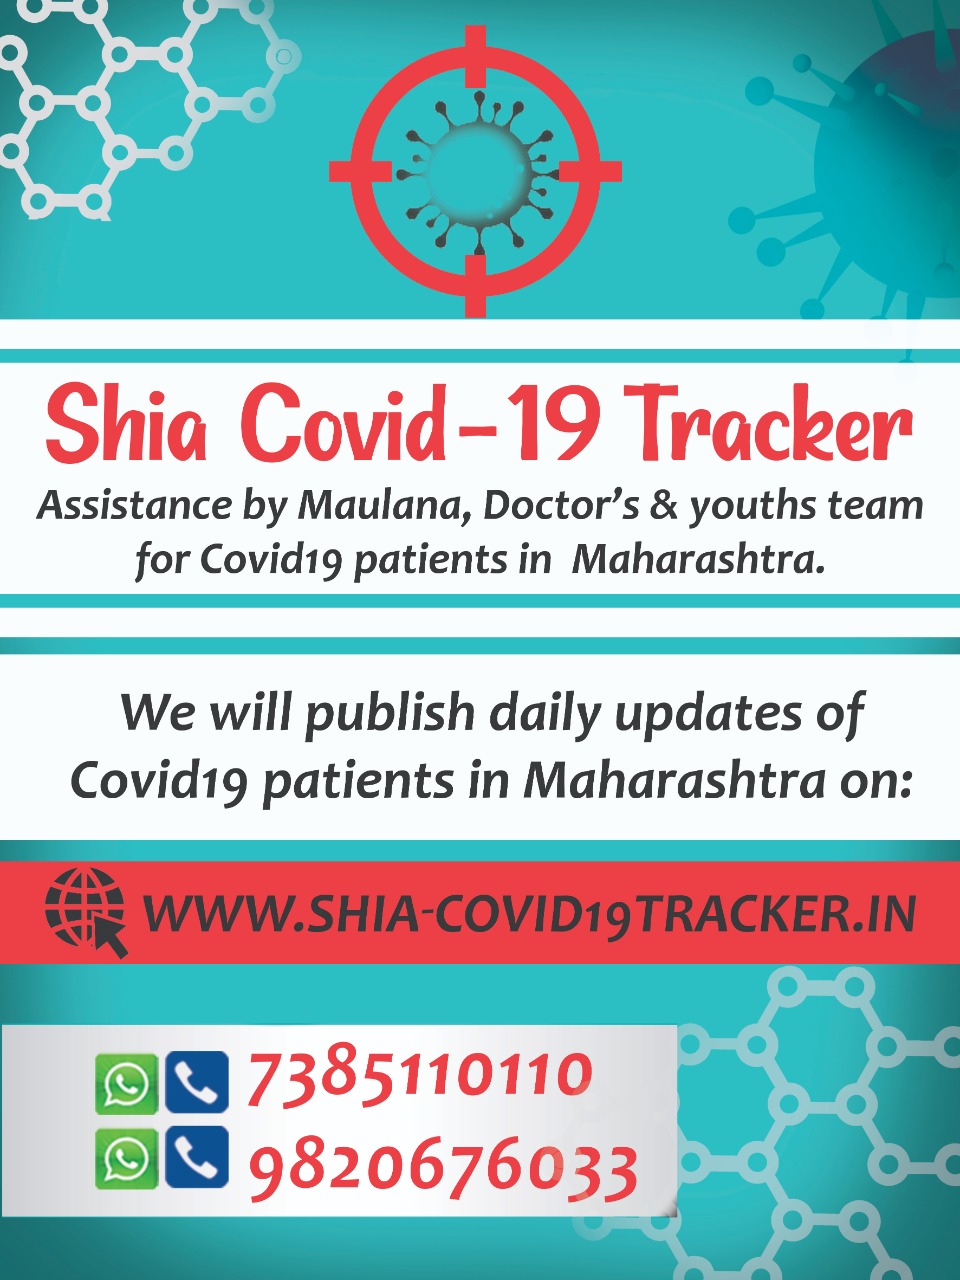 Shia Covid-19 Tracker
Assistance by Maulana, Doctor's & youths team
for Covid19 patients in Maharashtra.
We will publish daily updates of
Covid19 patients in Maharashtra on:
WWW.SHIA-COVID19TRACKER.IN
7385110110
9820676033